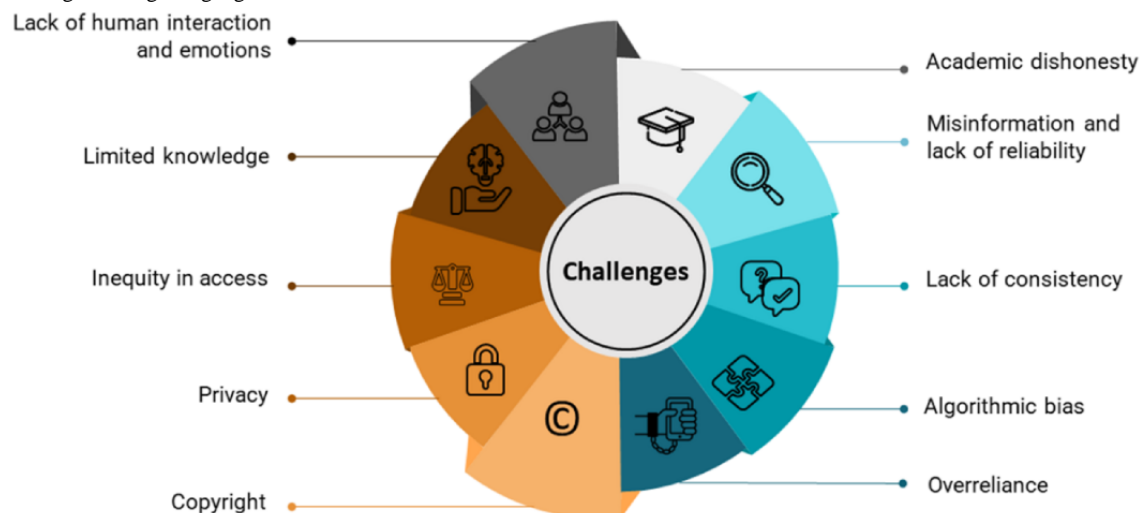 Lack of human interaction
and emotions
Limited knowledge
Inequity in access
Privacy
Copyright
Challenges
©
?
Academic dishonesty
Misinformation and
lack of reliability
Lack of consistency
Algorithmic bias
Overreliance